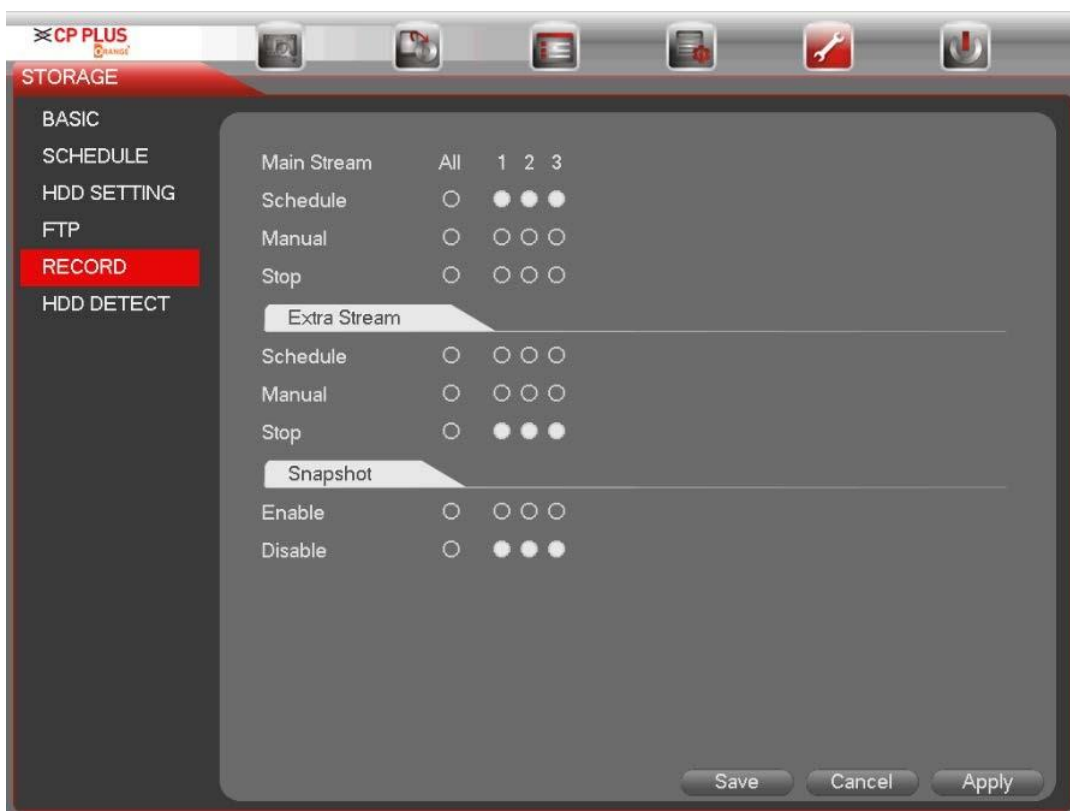 CP PLUS
ORANGE
STORAGE
BASIC
SCHEDULE
HDD SETTING
FTP
RECORD
HDD DETECT
Main Stream All 1 2 3
Schedule
Manual
Stop
Extra Stream
Schedule
Manual
Stop
Snapshot
Enable
Disable
Save Cancel Apply